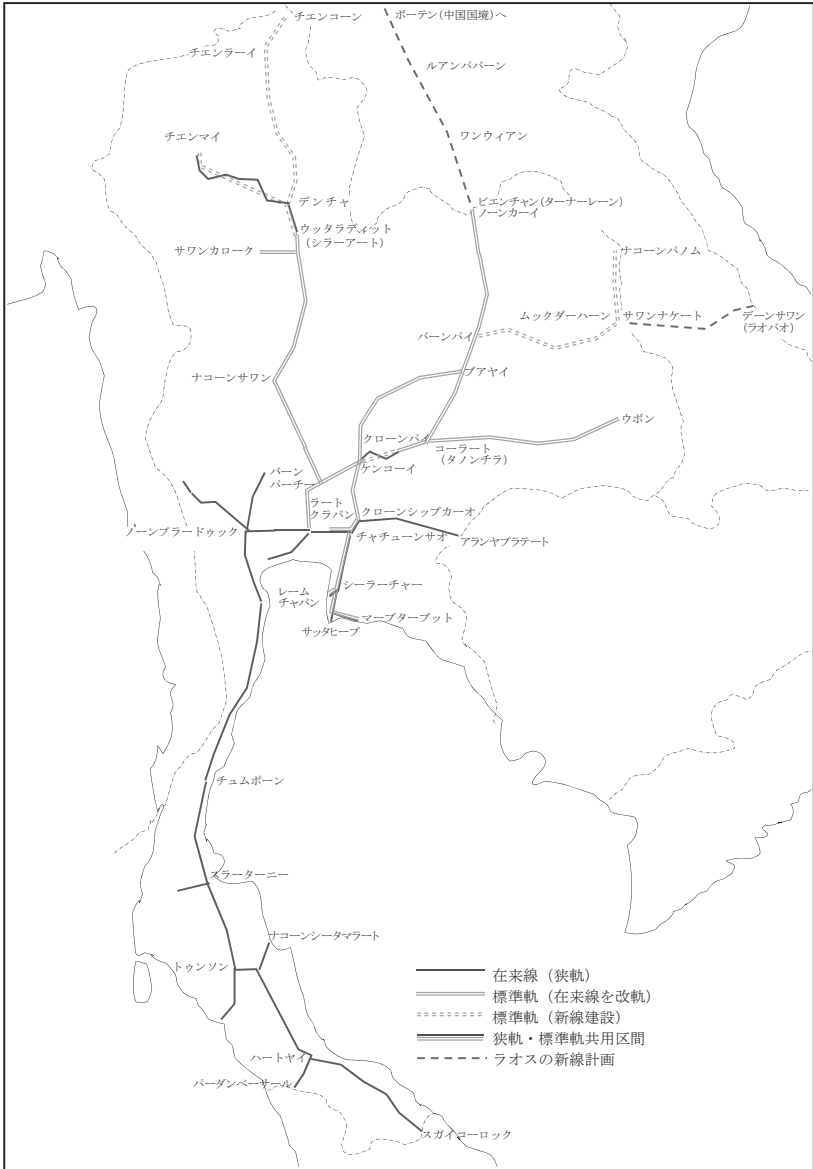 チエンコーン
ボーテン(中国国境)へ
チエンラーイ
ルアンパバーン
チエンマイ
ワンウィアン
デンチャ
ビエンチャン(ターナーレーン)
ノーンカーイ
ウッタラディット
(シラーアート)
サワンカローク
ナコーンパノム
ムックダーハーン
サワンナケート
デーンサワン
(ラオバオ)
バーンパイ
ナコーンサワン
ブアヤイ
ウボン
クローンパイ
コーラート
(タノンチラ)
ケンコーイ
バーン
パーチー
ラート
クラバン
クローンシップカーオ
ノーンプラードゥック
チャチューンサオ
アランヤプラテート
シーラーチャー
レーム
チャバン
マープタープット
サッタヒープ
チュムポーン
スラーターニー
ナコーンシータマラート
トゥンソン
在来線（狭軌）
標準軌（在来線を改軌）
標準軌（新線建設）
狭軌・標準軌共用区間
ラオスの新線計画
ハートヤイ
パーダンベーサール
スガイコーロック